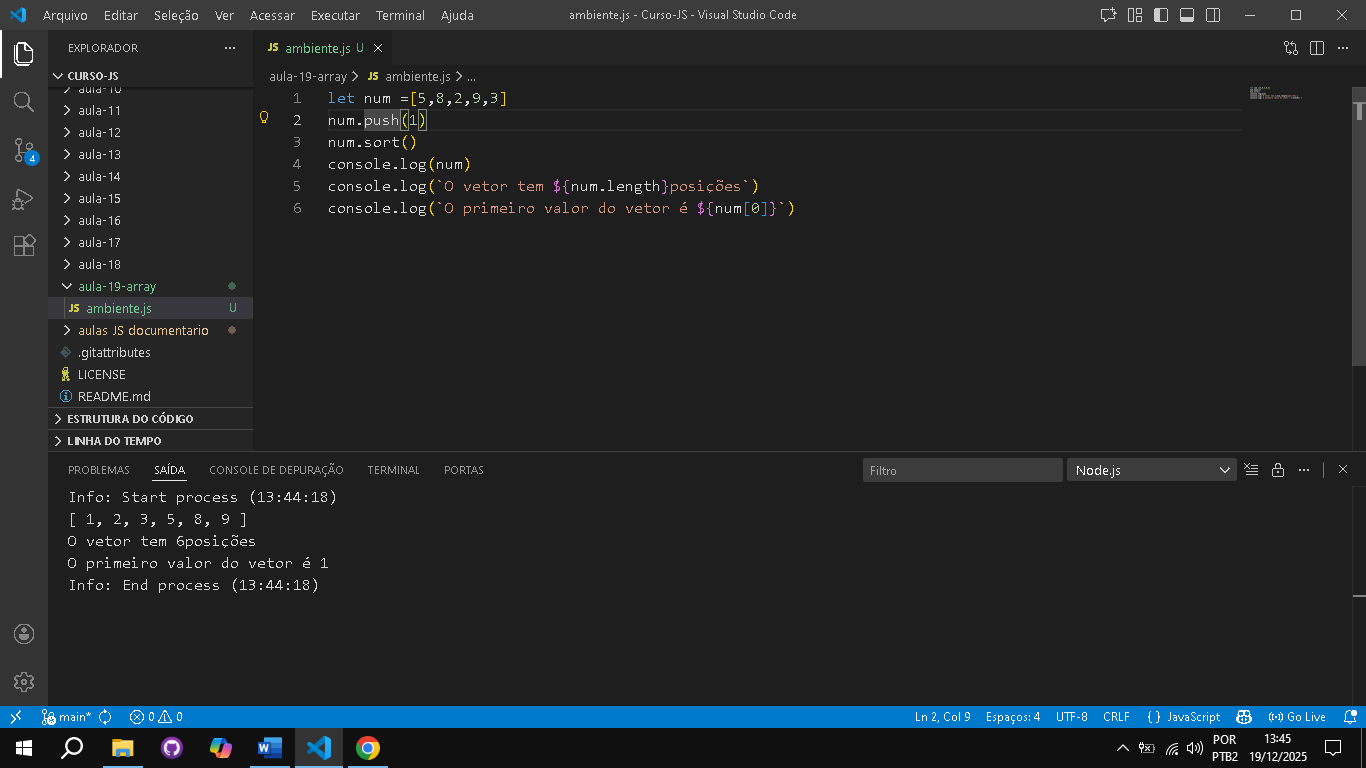 Arquivo Editar Seleção Ver Acessar Executar Terminal Ajuda
ambiente.js - Curso-JS - Visual Studio Code
EXPLORADOR
CURSO-JS
aula-10
aula-11
aula-12
aula-13
aula-14
aula-15
aula-16
aula-17
aula-18
aula-19-array
JS ambiente.js U
aulas JS documentario
.gitattributes
LICENSE
README.md
ESTRUTURA DO CÓDIGO
LINHA DO TEMPO
4
JS ambiente.js U
aula-19-array > JS ambiente.js > ...
1 let num =[5,8,2,9,3]
2 num.push(1)
3 num.sort()
4 console.log(num)
5 console.log(`O vetor tem ${num.length}posições`)
6 console.log(`O primeiro valor do vetor é ${num[0]}`)
PROBLEMAS SAÍDA CONSOLE DE DEPURAÇÃO TERMINAL PORTAS
Filtro
Node.js
Info: Start process (13:44:18)
[ 1, 2, 3, 5, 8, 9 ]
O vetor tem 6posições
O primeiro valor do vetor é 1
Info: End process (13:44:18)
main* 0 0
Ln 2, Col 9 Espaços: 4 UTF-8 CRLF { } JavaScript Go Live
POR
PTB2
13:45
19/12/2025